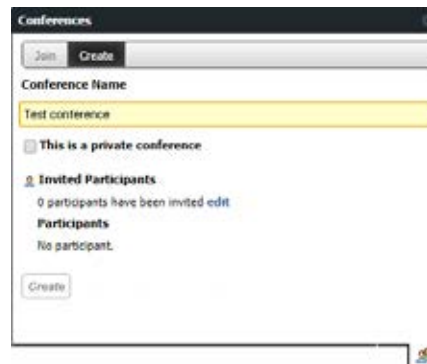 Conferences
Join Create
Conference Name
Test conference
This is a private conference
Invited Participants
0 participants have been invited edit
Participants
No participant.
Create